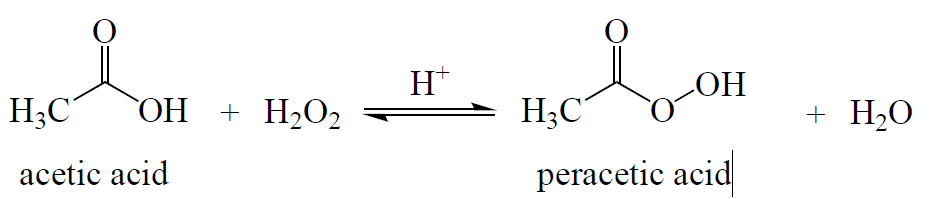 O O
H₃C OH + H₂O₂ H⁺ H₃C O OH + H₂O
acetic acid peracetic acid